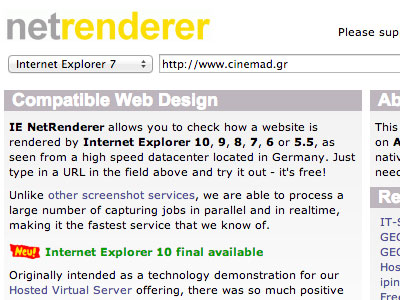 netrenderer
Please sup
Internet Explorer 7
http://www.cinemad.gr
Compatible Web Design
IE NetRenderer allows you to check how a website is
rendered by Internet Explorer 10, 9, 8, 7, 6 or 5.5, as
seen from a high speed datacenter located in Germany. Just
type in a URL in the field above and try it out - it's free!
Unlike other screenshot services, we are able to process a
large number of capturing jobs in parallel and in realtime,
making it the fastest service that we know of.
Neu! Internet Explorer 10 final available
Originally intended as a technology demonstration for our
Hosted Virtual Server offering, there was so much positive
Ab
This
on A
nativ
need
Re
IT-S
GEO
GEO
Host
ipin
Free